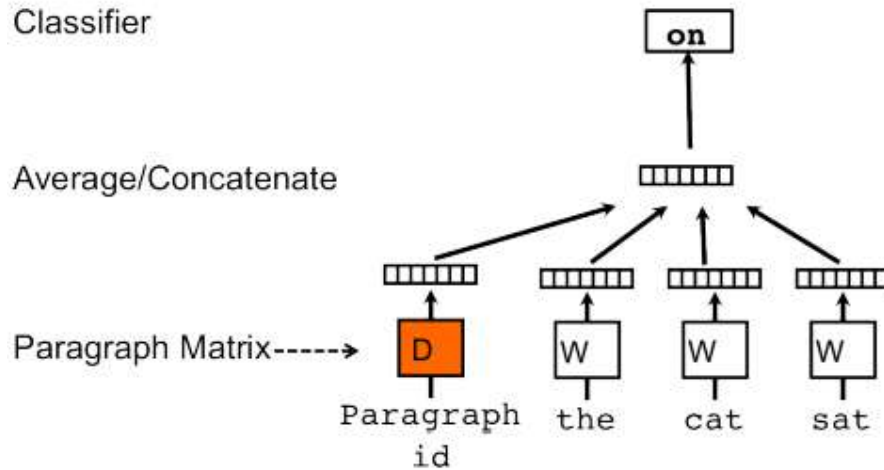 Classifier
on
Average/Concatenate
Paragraph Matrix
D
W
W
W
Paragraph
id
the
cat
sat